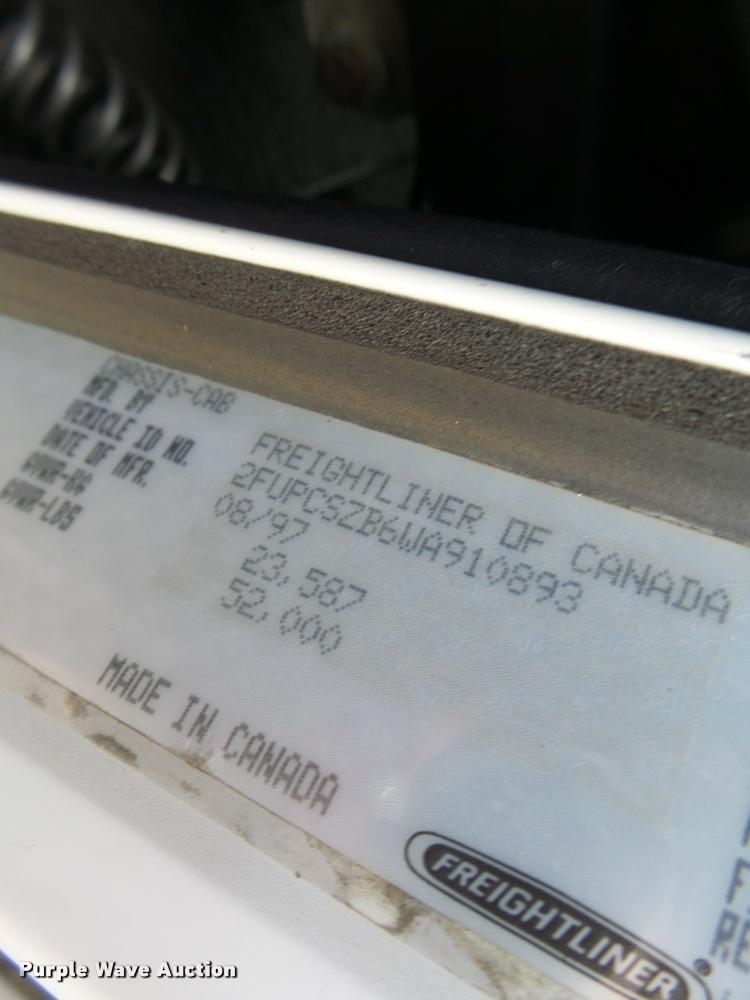 CHASSIS-CAB
MFD. BY FREIGHTLINER OF CANADA
VEHICLE ID NO. 2FUPCSZB6WA910893
DATE OF MFR. 08/97
GVWR-KG 23,587
GVWR-LBS 52,000
MADE IN CANADA
FREIGHTLINER®
Purple Wave Auction